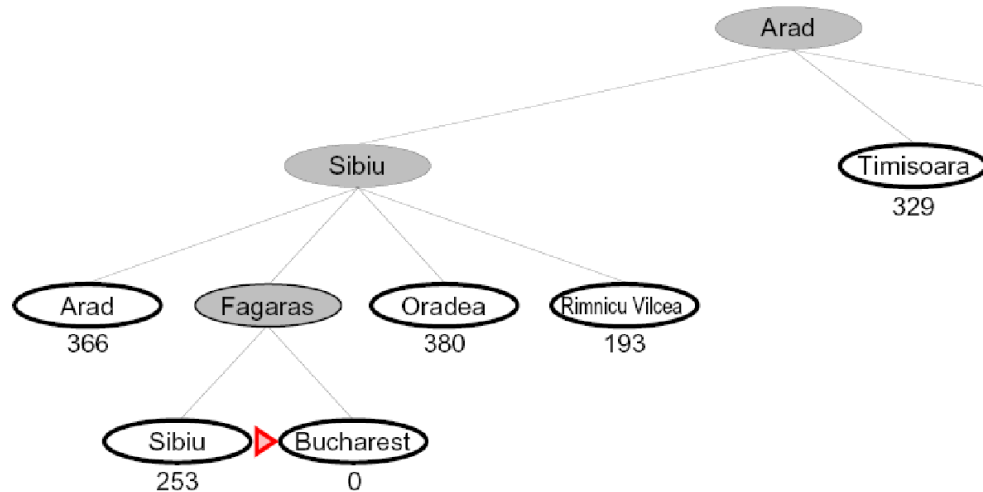 Arad
Sibiu
Timisoara
329
Arad
Fagaras
Oradea
Rimnicu Vilcea
366
380
193
Sibiu
Bucharest
253
0